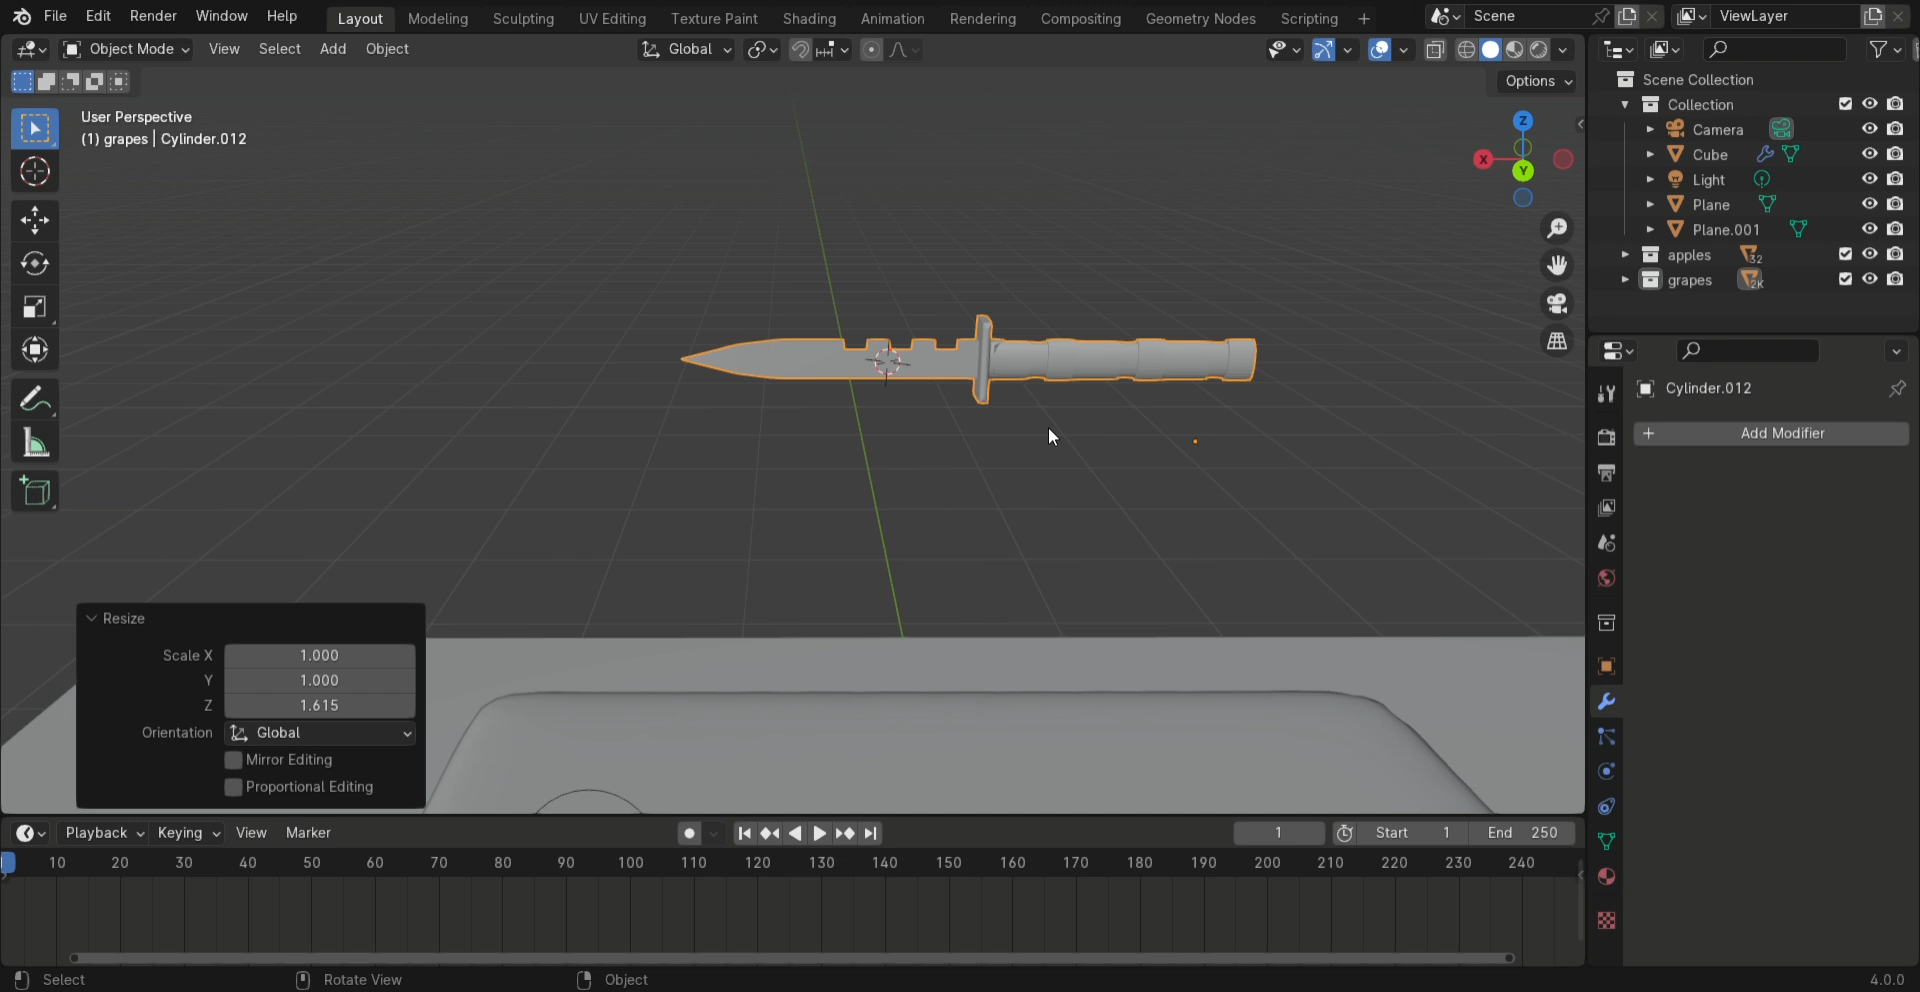 File Edit Render Window Help Layout Modeling Sculpting UV Editing Texture Paint Shading Animation Rendering Compositing Geometry Nodes Scripting + Scene ViewLayer
Object Mode View Select Add Object Global
Options
User Perspective
(1) grapes | Cylinder.012
Z
X
Y
Scene Collection
Collection
Camera
Cube
Light
Plane
Plane.001
apples 32
grapes 2K
Cylinder.012
+ Add Modifier
Resize
Scale X 1.000
Y 1.000
Z 1.615
Orientation Global
Mirror Editing
Proportional Editing
Playback Keying View Marker 1 Start 1 End 250
10 20 30 40 50 60 70 80 90 100 110 120 130 140 150 160 170 180 190 200 210 220 230 240
Select Rotate View Object 4.0.0